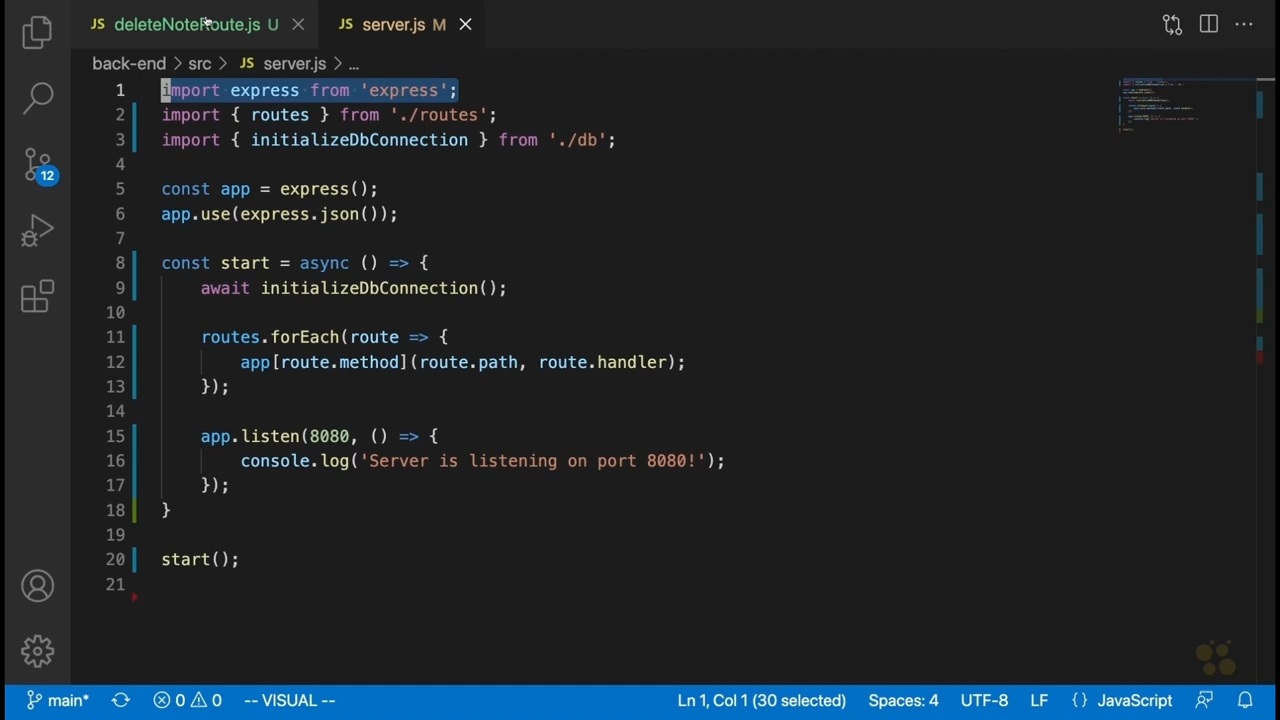 JS deleteNoteRoute.js U JS server.js M
back-end > src > JS server.js > ...
1 import express from 'express';
2 import { routes } from './routes';
3 import { initializeDbConnection } from './db';
4
5 const app = express();
6 app.use(express.json());
7
8 const start = async () => {
9 await initializeDbConnection();
10
11 routes.forEach(route => {
12 app[route.method](route.path, route.handler);
13 });
14
15 app.listen(8080, () => {
16 console.log('Server is listening on port 8080!');
17 });
18 }
19
20 start();
21
12
main* 0 0 -- VISUAL -- Ln 1, Col 1 (30 selected) Spaces: 4 UTF-8 LF {} JavaScript